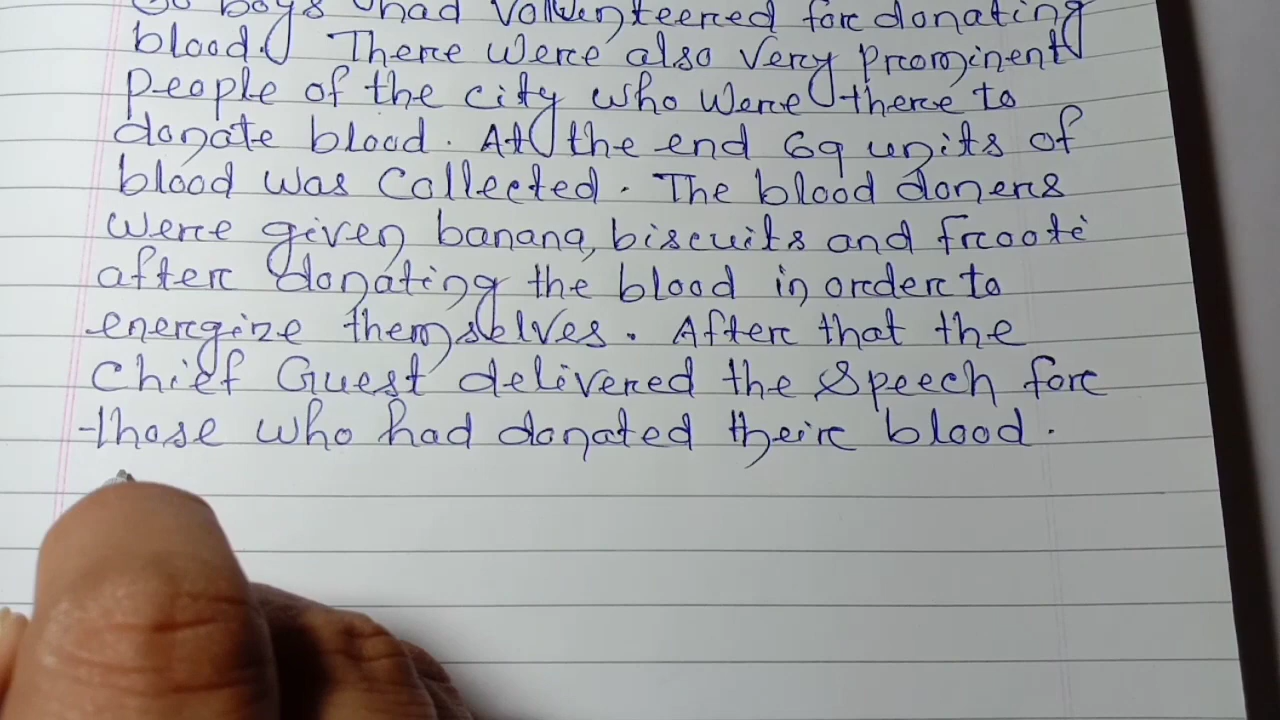 boys had volunteered for donating
blood. There were also very prominent
people of the city who were there to
donate blood. At the end 69 units of
blood was collected. The blood doners
were given banana, biscuits and frooti
after donating the blood in order to
energize themselves. After that the
Chief Guest delivered the speech for
those who had donated their blood.